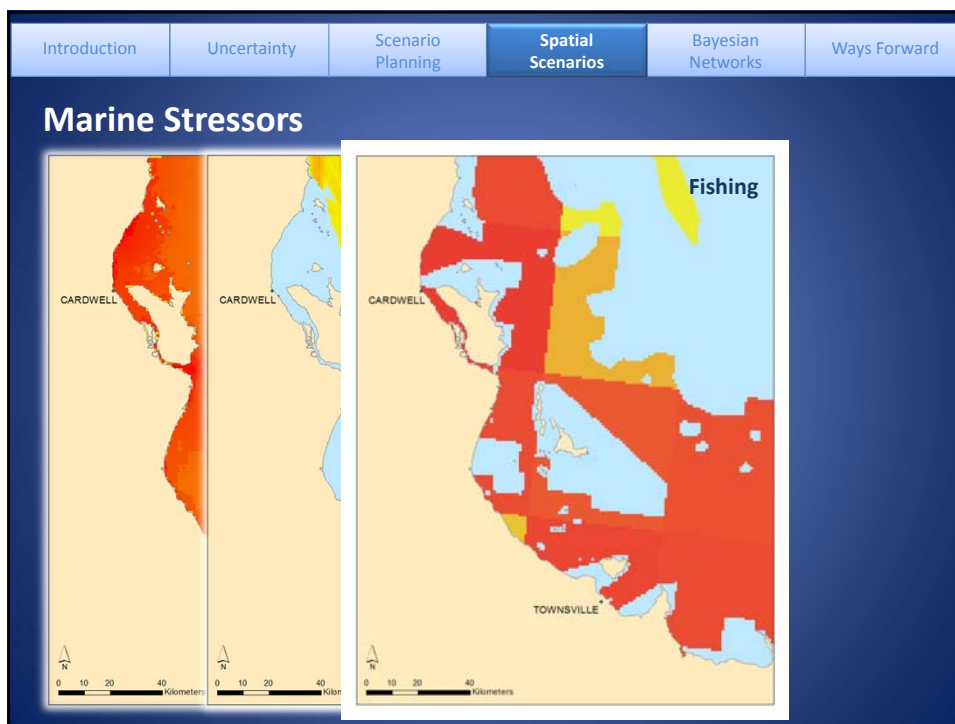 Introduction
Uncertainty
Scenario
Planning
Spatial
Scenarios
Bayesian
Networks
Ways Forward
Marine Stressors
CARDWELL
N
0 10 20 40
Kilometers
CARDWELL
N
0 10 20 40
Kilom
Fishing
CARDWELL
TOWNSVILLE
N
0 10 20 40
Kilometers